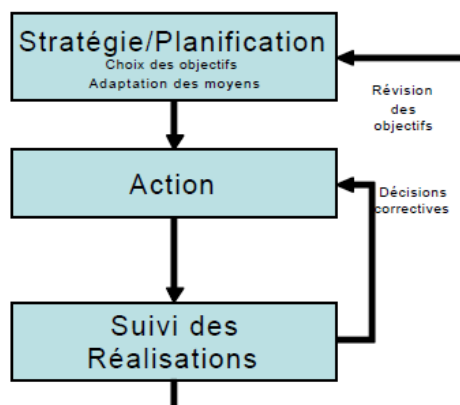 Stratégie/Planification
Choix des objectifs
Adaptation des moyens
Révision
des
objectifs
Action
Décisions
correctives
Suivi des
Réalisations